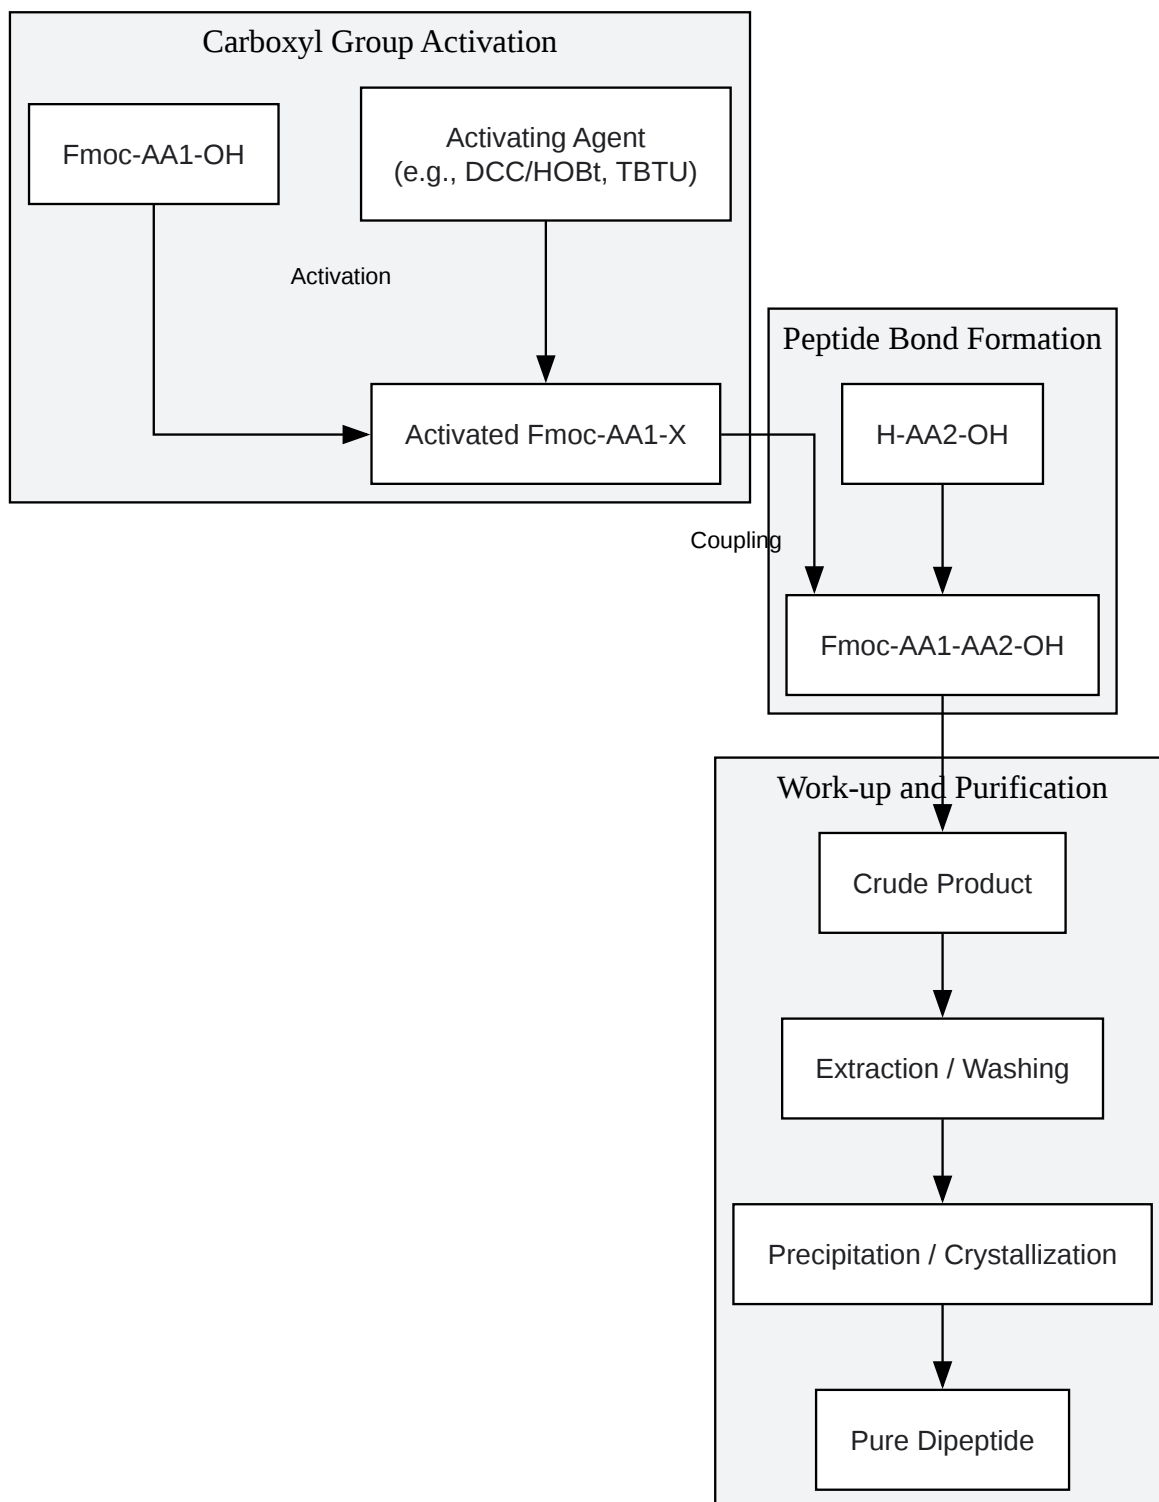 Carboxyl Group Activation
Fmoc-AA1-OH
Activating Agent
(e.g., DCC/HOBt, TBTU)
Activation
Activated Fmoc-AA1-X
Peptide Bond Formation
H-AA2-OH
Coupling
Fmoc-AA1-AA2-OH
Work-up and Purification
Crude Product
Extraction / Washing
Precipitation / Crystallization
Pure Dipeptide